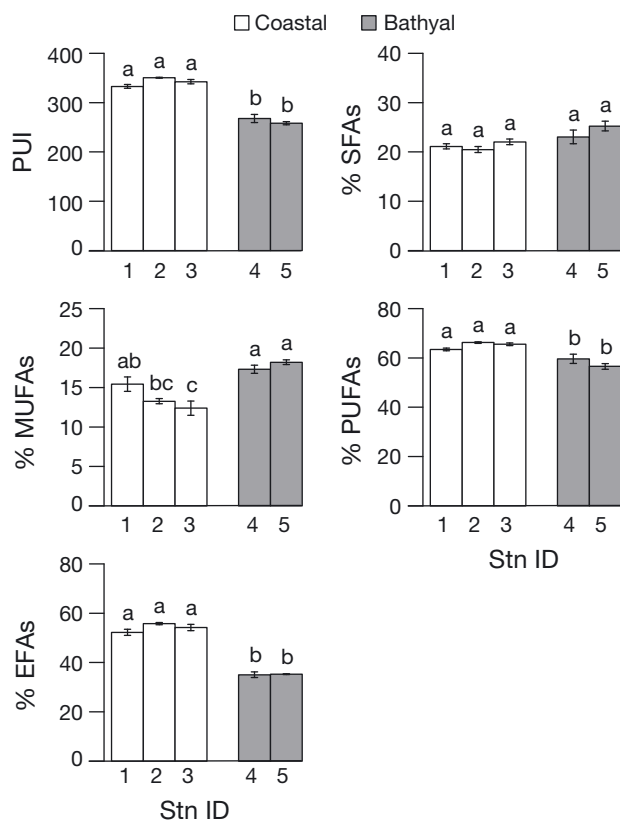 Coastal Bathyal
PUI
400
300
200
100
0
a a a b b
1 2 3 4 5
% SFAs
40
30
20
10
0
a a a a a
1 2 3 4 5
% MUFAs
25
20
15
10
5
0
ab bc c a a
1 2 3 4 5
% PUFAs
80
60
40
20
0
a a a b b
1 2 3 4 5
Stn ID
% EFAs
80
60
40
20
0
a a a b b
1 2 3 4 5
Stn ID